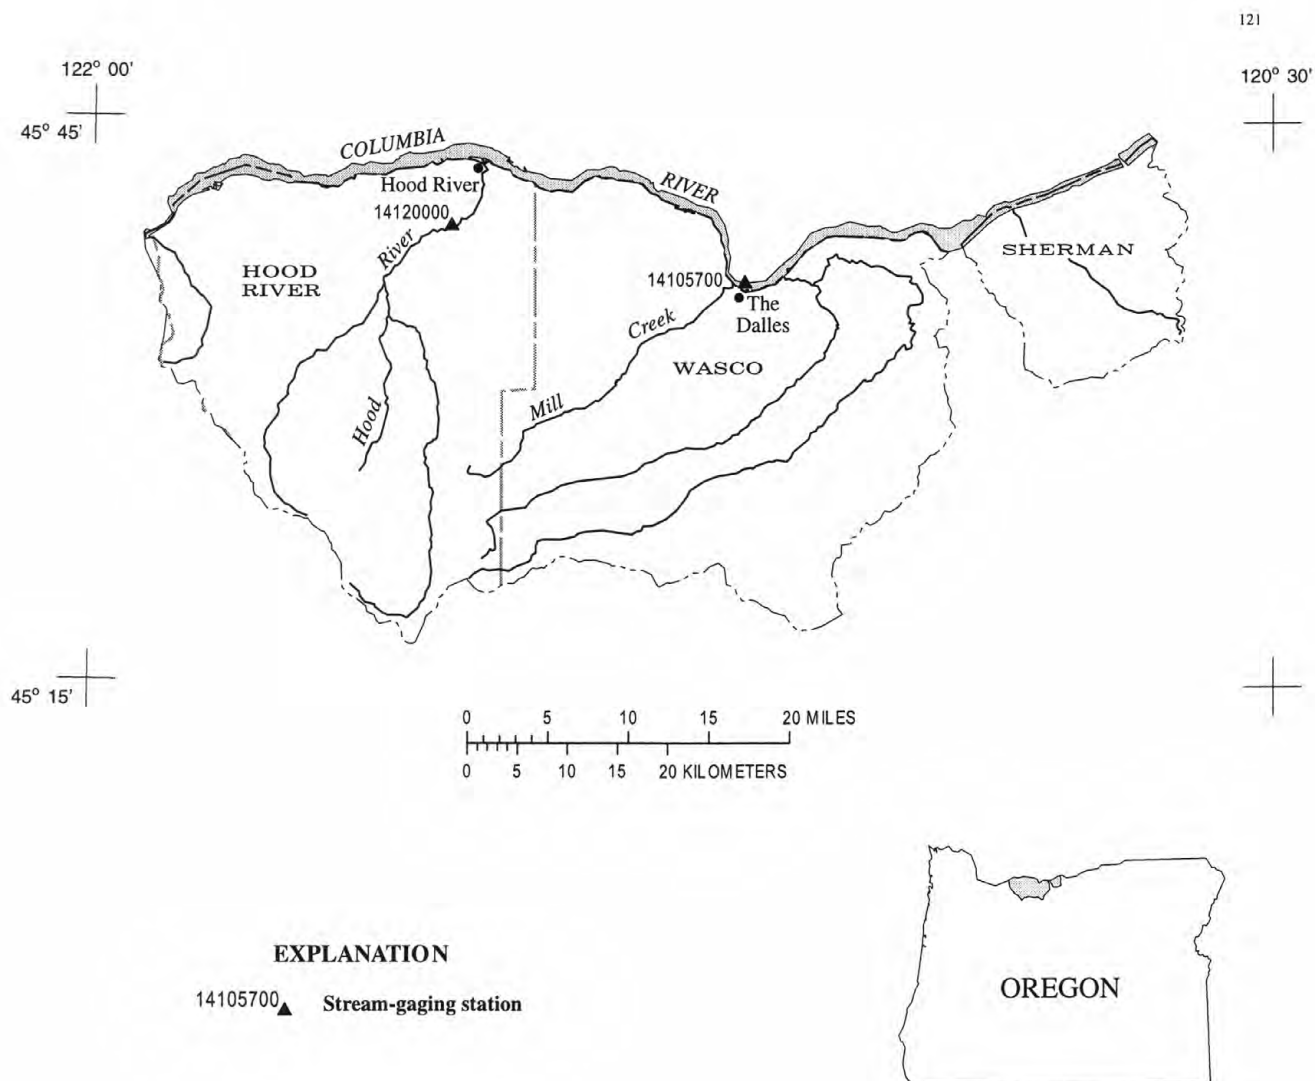 121
122° 00'
120° 30'
45° 45'
COLUMBIA
Hood River
RIVER
14120000
River
SHERMAN
HOOD
RIVER
14105700
The
Dalles
Creek
WASCO
Mill
Hood
45° 15'
0 5 10 15 20 MILES
0 5 10 15 20 KILOMETERS
EXPLANATION
14105700 Stream-gaging station
OREGON